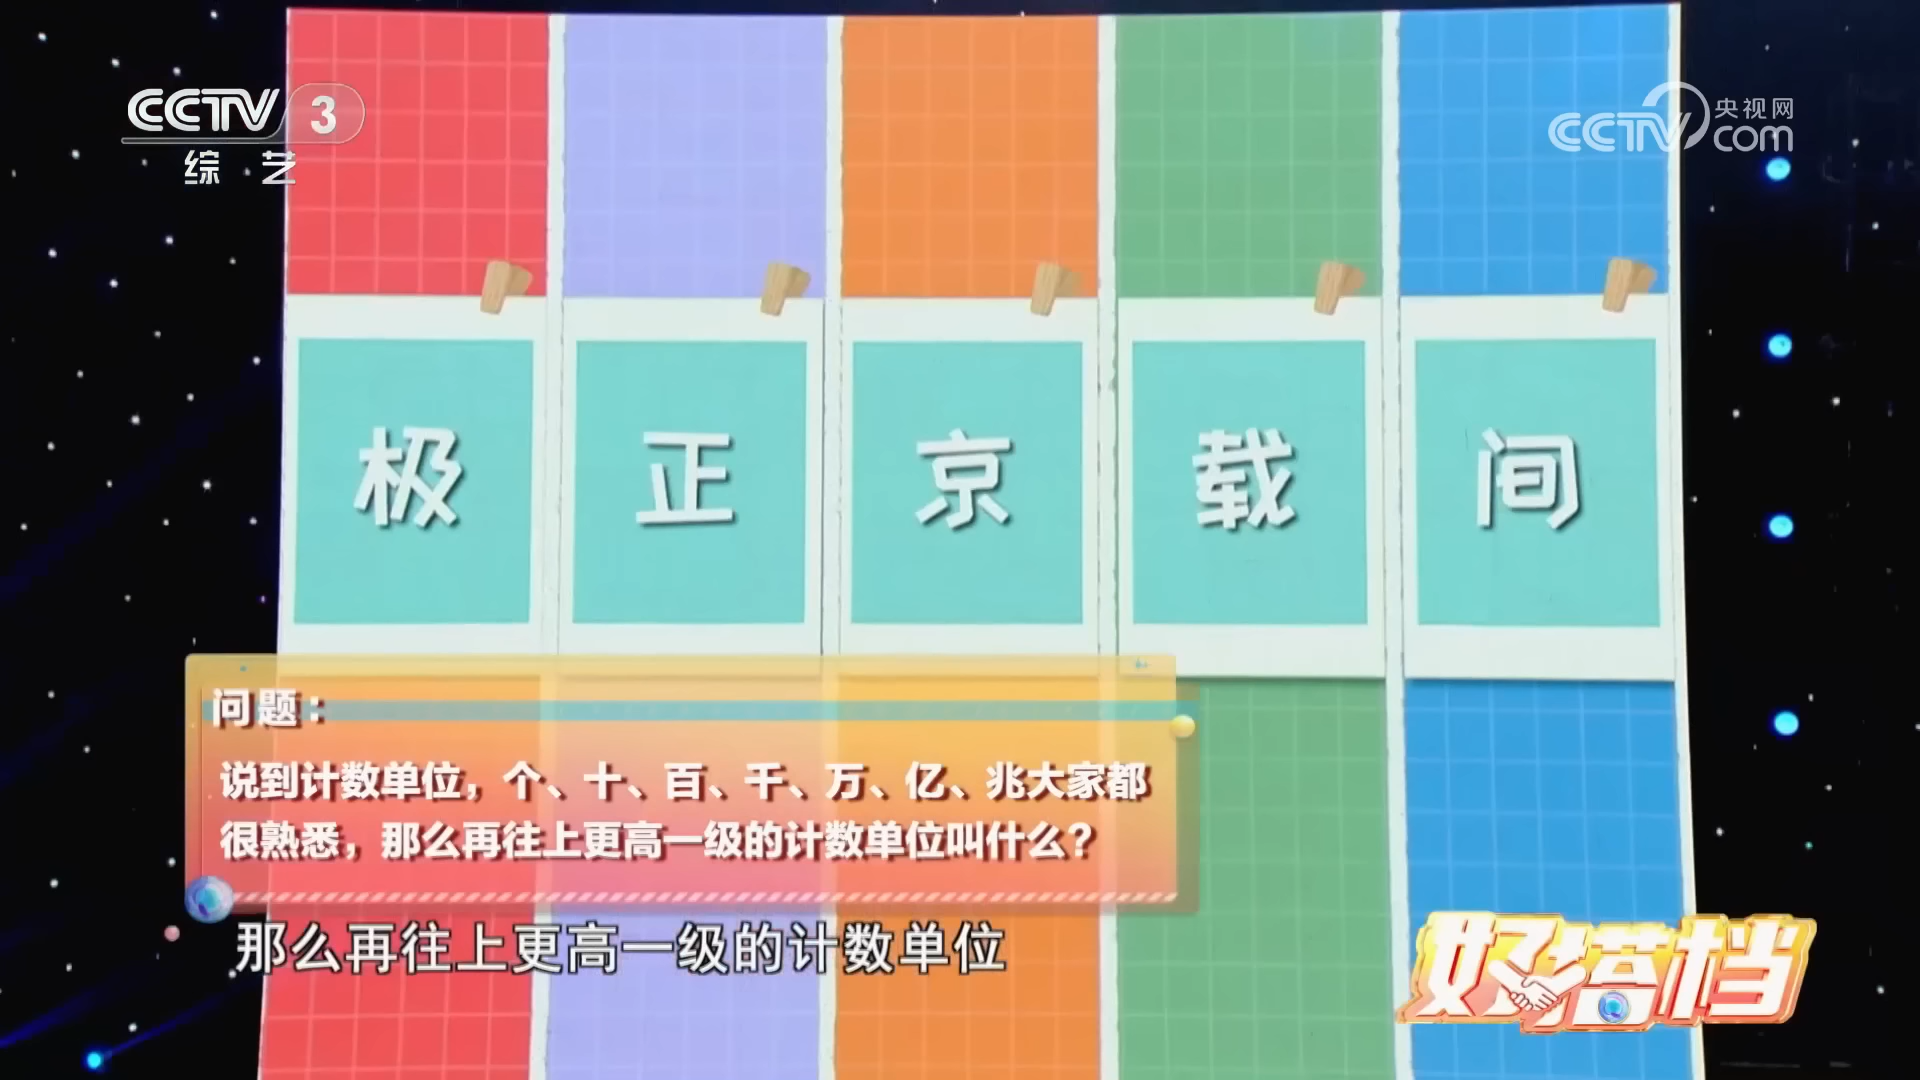 CCTV 3
综艺
央视网
CCTV com
极 正 京 载 间
问题：
说到计数单位，个、十、百、千、万、亿、兆大家都
很熟悉，那么再往上更高一级的计数单位叫什么？
那么再往上更高一级的计数单位
好搭档